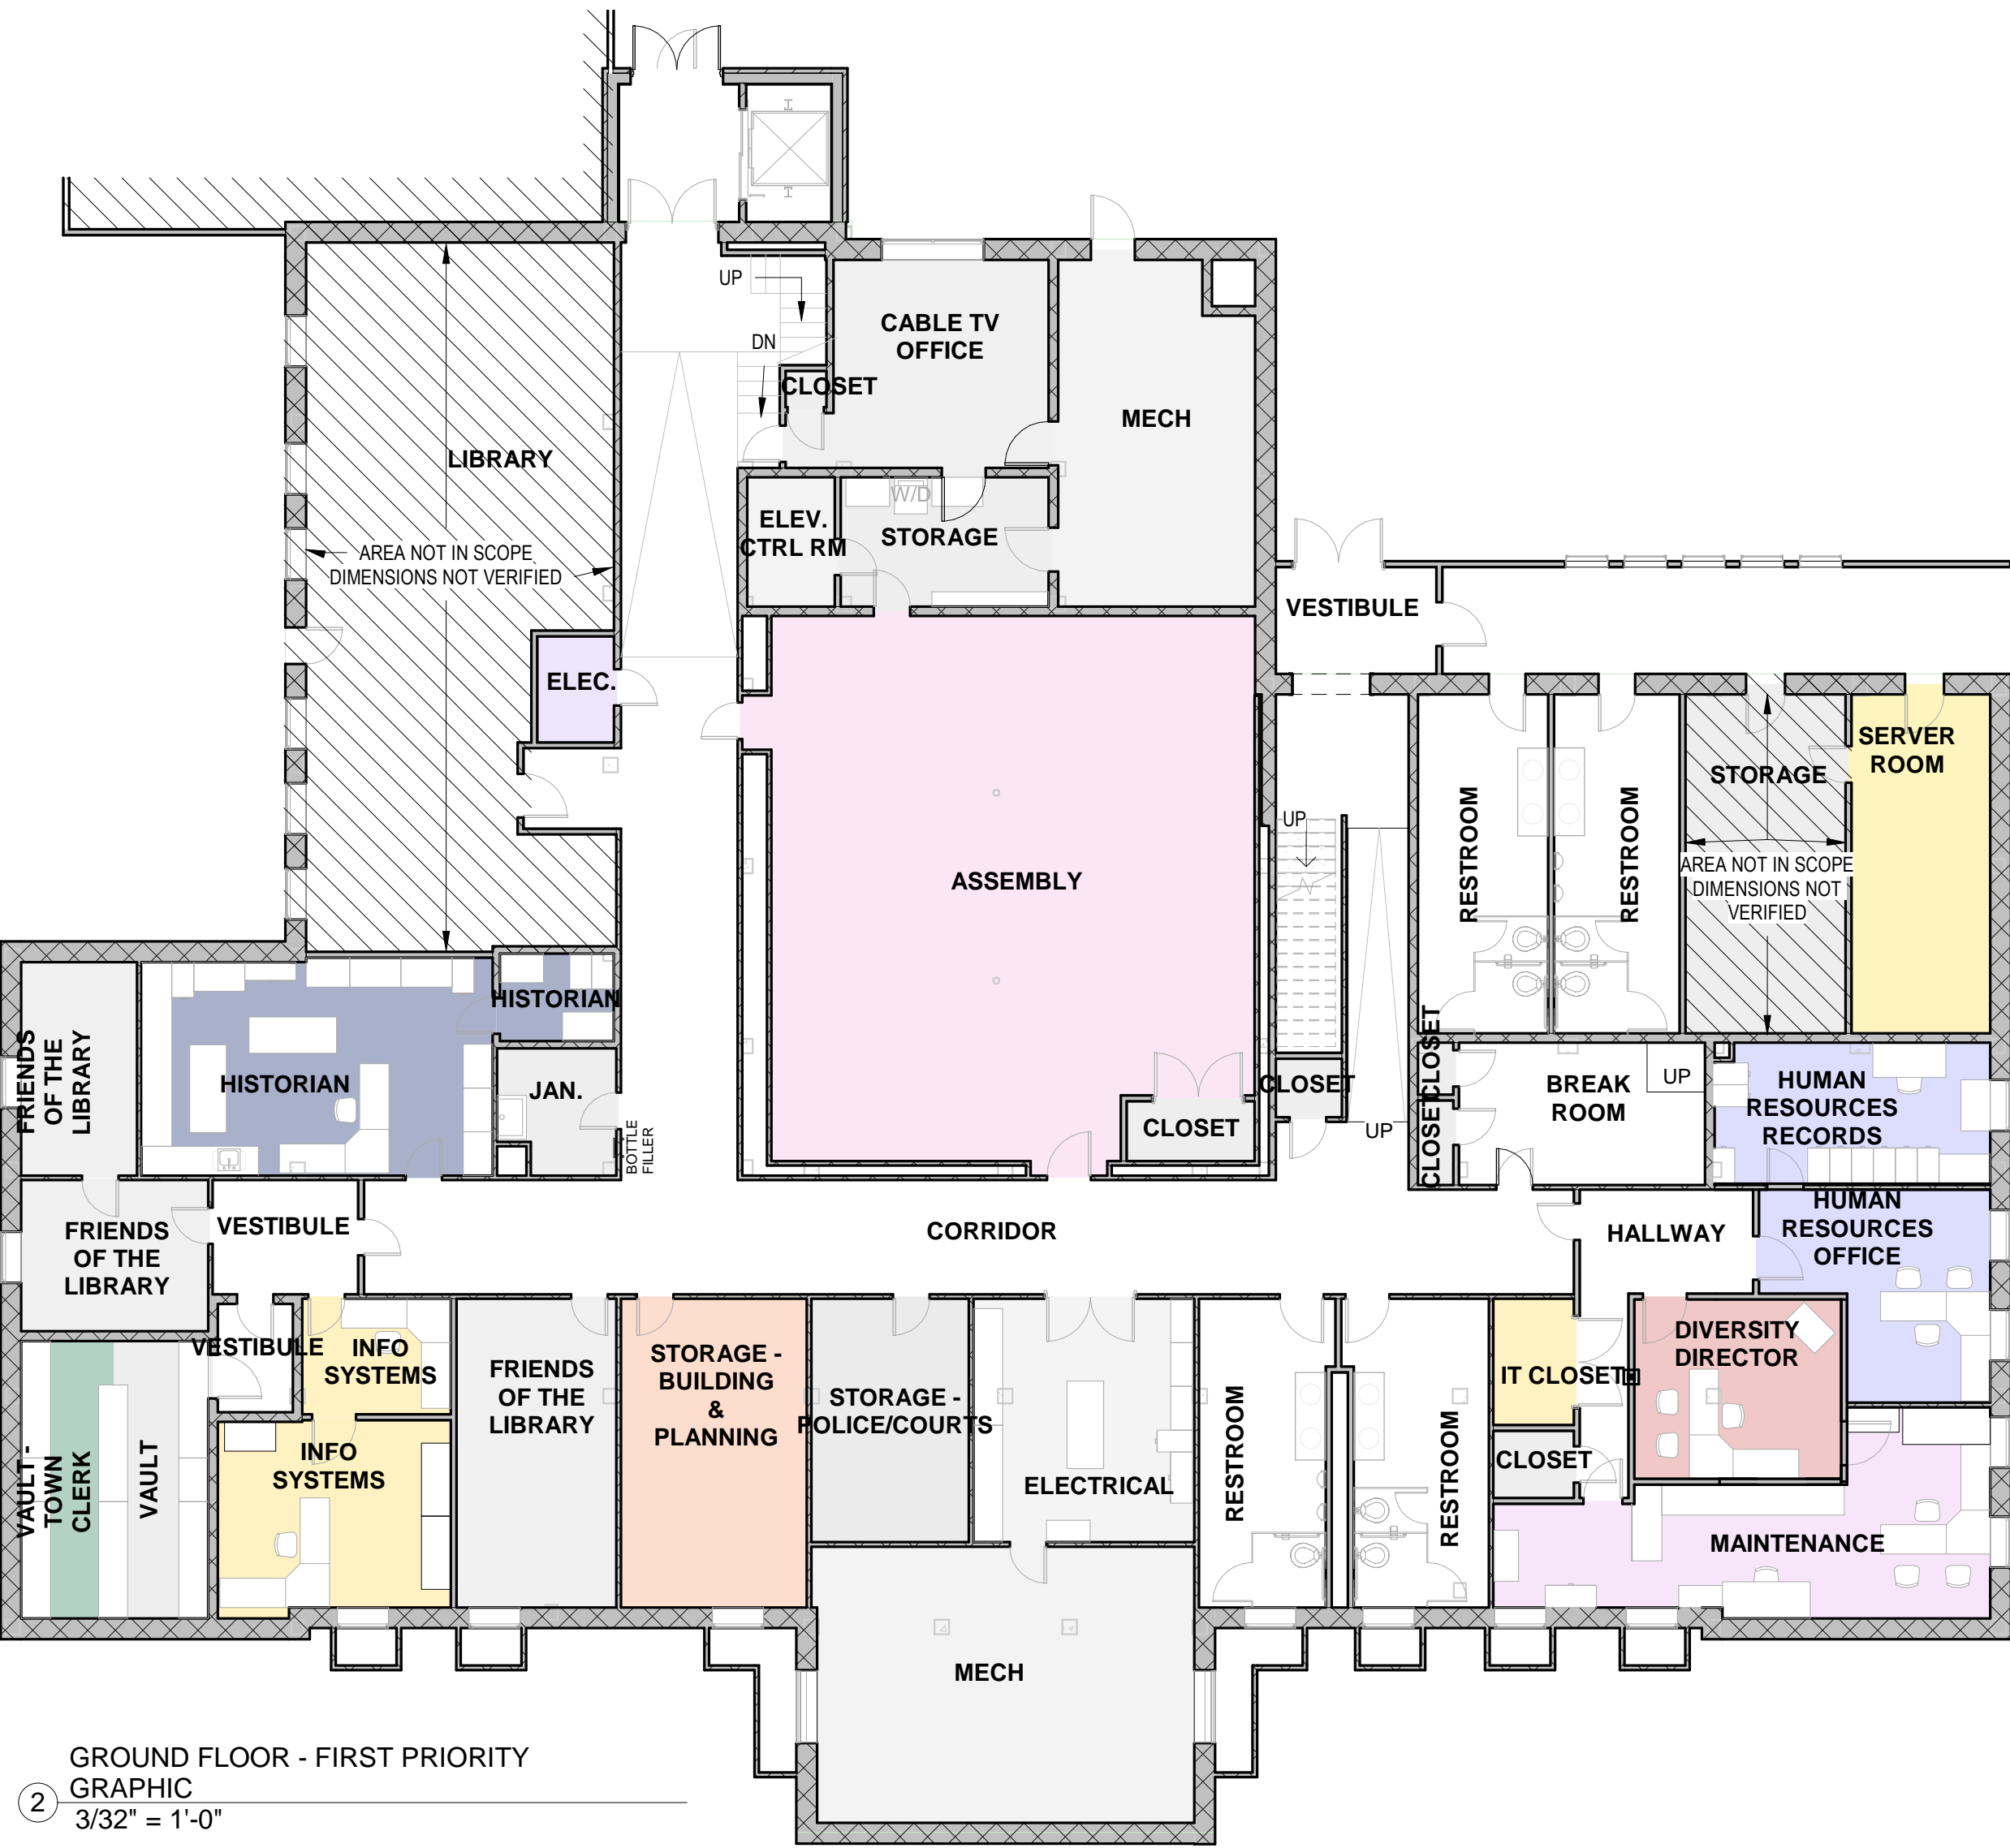 UP
DN
CABLE TV
OFFICE
CLOSET
MECH
LIBRARY
AREA NOT IN SCOPE
DIMENSIONS NOT VERIFIED
W/D
ELEV.
CTRL RM
STORAGE
VESTIBULE
ELEC.
SERVER
ROOM
STORAGE
RESTROOM
RESTROOM
UP
AREA NOT IN SCOPE
DIMENSIONS NOT
VERIFIED
ASSEMBLY
HISTORIAN
FRIENDS
OF THE
LIBRARY
HISTORIAN
JAN.
BOTTLE
FILLER
CLOSET
CLOSET
UP
CLOSET
CLOSET
BREAK
ROOM
UP
HUMAN
RESOURCES
RECORDS
FRIENDS
OF THE
LIBRARY
VESTIBULE
CORRIDOR
HALLWAY
HUMAN
RESOURCES
OFFICE
VESTIBULE
INFO
SYSTEMS
FRIENDS
OF THE
LIBRARY
STORAGE -
BUILDING
&
PLANNING
STORAGE -
POLICE/COURTS
ELECTRICAL
RESTROOM
RESTROOM
IT CLOSET
DIVERSITY
DIRECTOR
CLOSET
VAULT -
TOWN
CLERK
VAULT
INFO
SYSTEMS
MAINTENANCE
MECH
GROUND FLOOR - FIRST PRIORITY
GRAPHIC
2
3/32" = 1'-0"